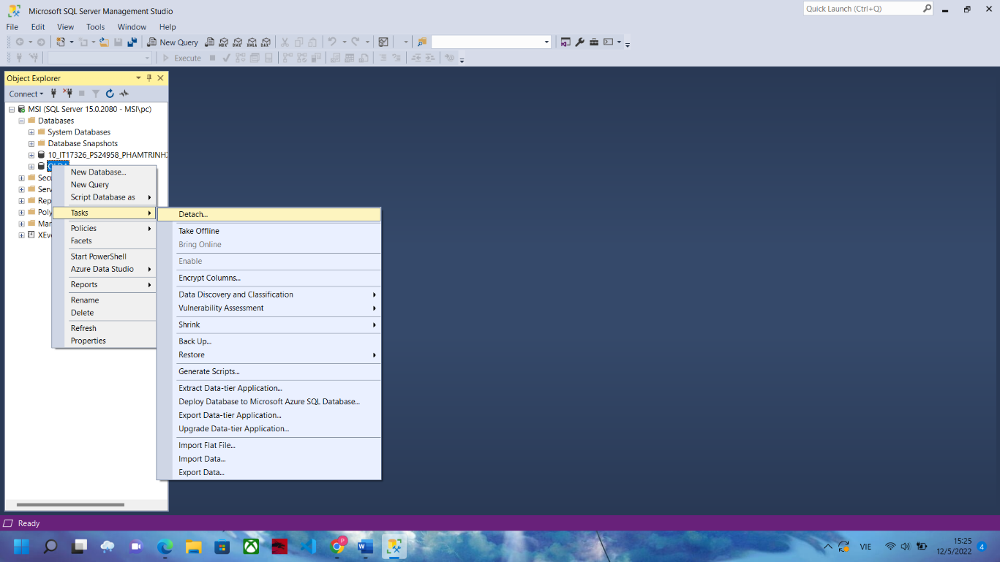 Microsoft SQL Server Management Studio
Quick Launch (Ctrl+Q)
File Edit View Tools Window Help
New Query
Execute
Object Explorer
Connect
MSI (SQL Server 15.0.2080 - MSI\pc)
Databases
System Databases
Database Snapshots
10_IT17326_PS24958_PHAMTRINH
Secu
Serv
Rep
Poly
Mar
XEve
New Database...
New Query
Script Database as
Tasks
Policies
Facets
Start PowerShell
Azure Data Studio
Reports
Rename
Delete
Refresh
Properties
Detach...
Take Offline
Bring Online
Enable
Encrypt Columns...
Data Discovery and Classification
Vulnerability Assessment
Shrink
Back Up...
Restore
Generate Scripts...
Extract Data-tier Application...
Deploy Database to Microsoft Azure SQL Database...
Export Data-tier Application...
Upgrade Data-tier Application...
Import Flat File...
Import Data...
Export Data...
Ready
VIE
15:25
12/5/2022
4